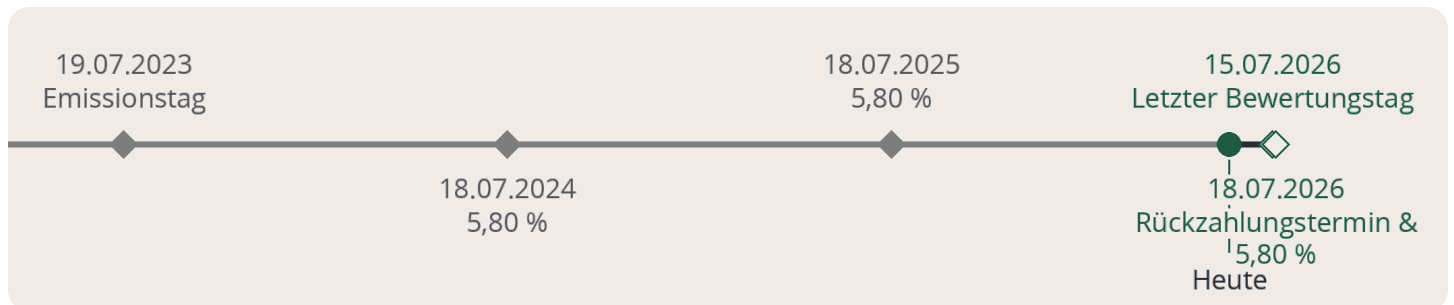 19.07.2023
Emissionstag
18.07.2024
5,80 %
18.07.2025
5,80 %
15.07.2026
Letzter Bewertungstag
18.07.2026
Rückzahlungstermin &
5,80 %
Heute